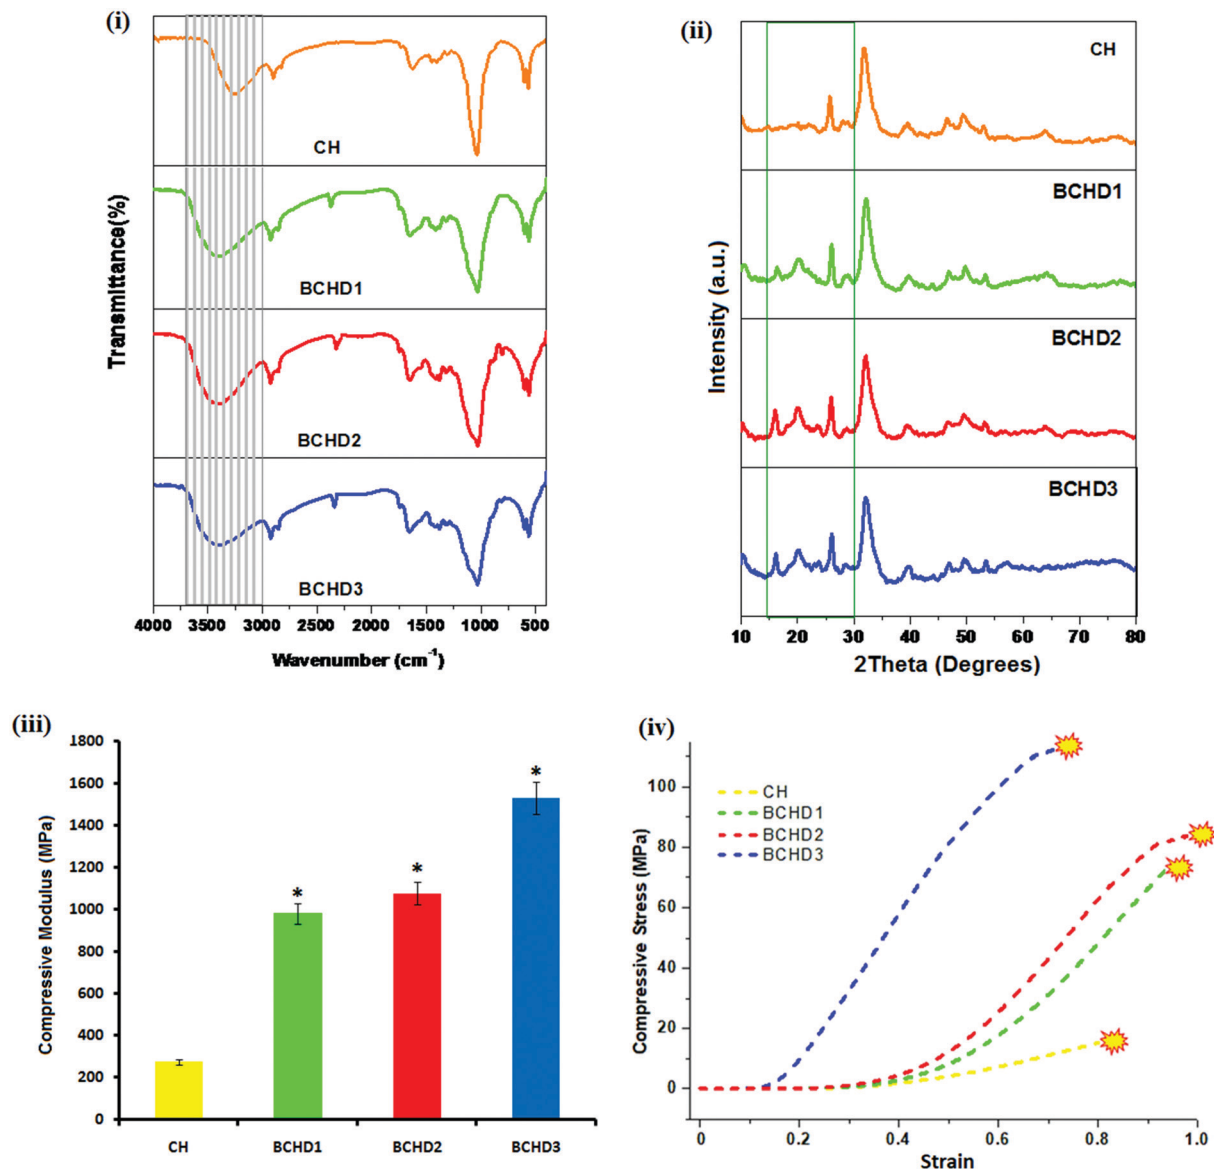 (i)
CH
BCHD1
BCHD2
BCHD3
Transmittance(%)
4000 3500 3000 2500 2000 1500 1000 500
Wavenumber (cm⁻¹)
(ii)
CH
BCHD1
BCHD2
BCHD3
Intensity (a.u.)
10 20 30 40 50 60 70 80
2Theta (Degrees)
(iii)
1800
1600
1400
1200
1000
800
600
400
200
0
Compressive Modulus (MPa)
*
*
*
CH BCHD1 BCHD2 BCHD3
(iv)
100
80
60
40
20
0
Compressive Stress (MPa)
CH
BCHD1
BCHD2
BCHD3
0 0.2 0.4 0.6 0.8 1.0
Strain